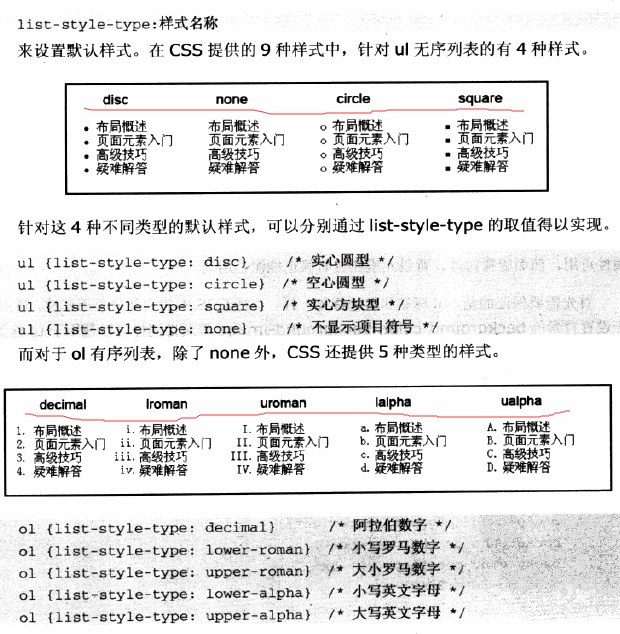 list-style-type:样式名称
来设置默认样式。在 CSS 提供的 9 种样式中，针对 ul 无序列表的有 4 种样式。
disc none circle square
• 布局概述 布局概述 ○ 布局概述 ▪ 布局概述
• 页面元素入门 页面元素入门 ○ 页面元素入门 ▪ 页面元素入门
• 高级技巧 高级技巧 ○ 高级技巧 ▪ 高级技巧
• 疑难解答 疑难解答 ○ 疑难解答 ▪ 疑难解答
针对这 4 种不同类型的默认样式，可以分别通过 list-style-type 的取值得以实现。
ul {list-style-type: disc} /* 实心圆型 */
ul {list-style-type: circle} /* 空心圆型 */
ul {list-style-type: square} /* 实心方块型 */
ul {list-style-type: none} /* 不显示项目符号 */
而对于 ol 有序列表，除了 none 外，CSS 还提供 5 种类型的样式。
decimal lroman uroman lalpha ualpha
1. 布局概述 i. 布局概述 I. 布局概述 a. 布局概述 A. 布局概述
2. 页面元素入门 ii. 页面元素入门 II. 页面元素入门 b. 页面元素入门 B. 页面元素入门
3. 高级技巧 iii. 高级技巧 III. 高级技巧 c. 高级技巧 C. 高级技巧
4. 疑难解答 iv. 疑难解答 IV. 疑难解答 d. 疑难解答 D. 疑难解答
ol {list-style-type: decimal} /* 阿拉伯数字 */
ol {list-style-type: lower-roman} /* 小写罗马数字 */
ol {list-style-type: upper-roman} /* 大小罗马数字 */
ol {list-style-type: lower-alpha} /* 小写英文字母 */
ol {list-style-type: upper-alpha} /* 大写英文字母 */